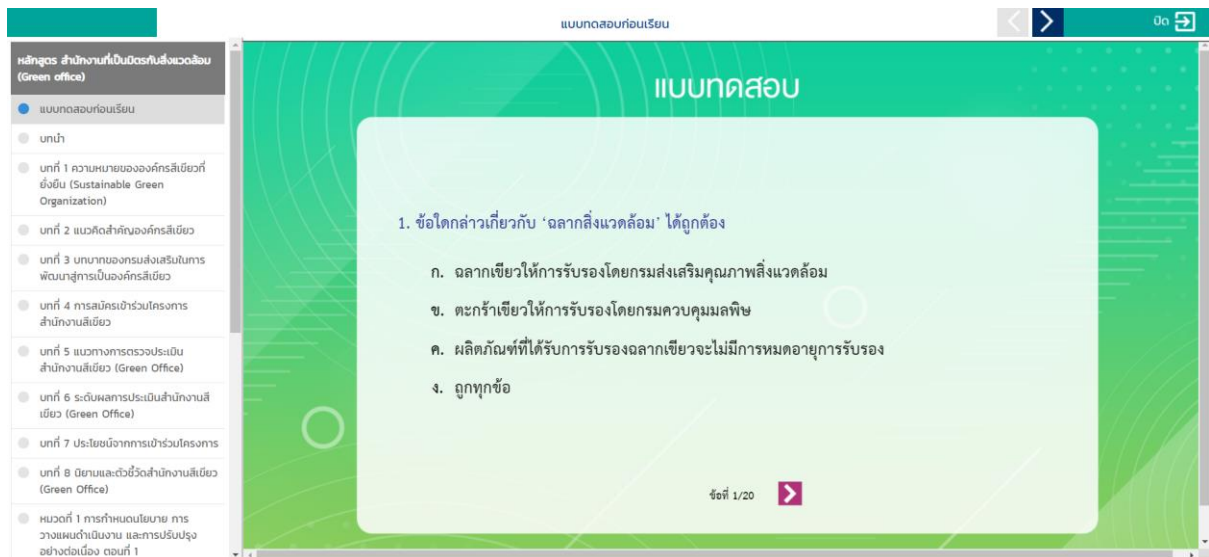 แบบทดสอบก่อนเรียน
ปิด
หลักสูตร สำนักงานที่เป็นมิตรกับสิ่งแวดล้อม
(Green office)
แบบทดสอบก่อนเรียน
บทนำ
บทที่ 1 ความหมายขององค์กรสีเขียวที่
ยั่งยืน (Sustainable Green
Organization)
บทที่ 2 แนวคิดสำคัญองค์กรสีเขียว
บทที่ 3 บทบาทของกรมส่งเสริมในการ
พัฒนาสู่การเป็นองค์กรสีเขียว
บทที่ 4 การสมัครเข้าร่วมโครงการ
สำนักงานสีเขียว
บทที่ 5 แนวทางการตรวจประเมิน
สำนักงานสีเขียว (Green Office)
บทที่ 6 ระดับผลการประเมินสำนักงานสี
เขียว (Green Office)
บทที่ 7 ประโยชน์จากการเข้าร่วมโครงการ
บทที่ 8 นิยามและตัวชี้วัดสำนักงานสีเขียว
(Green Office)
หมวดที่ 1 การกำหนดนโยบาย การ
วางแผนดำเนินงาน และการปรับปรุง
อย่างต่อเนื่อง ตอนที่ 1
แบบทดสอบ
1. ข้อใดกล่าวเกี่ยวกับ ‘ฉลากสิ่งแวดล้อม’ ได้ถูกต้อง
ก. ฉลากเขียวให้การรับรองโดยกรมส่งเสริมคุณภาพสิ่งแวดล้อม
ข. ตะกร้าเขียวให้การรับรองโดยกรมควบคุมมลพิษ
ค. ผลิตภัณฑ์ที่ได้รับการรับรองฉลากเขียวจะไม่มีการหมดอายุการรับรอง
ง. ถูกทุกข้อ
ข้อที่ 1/20